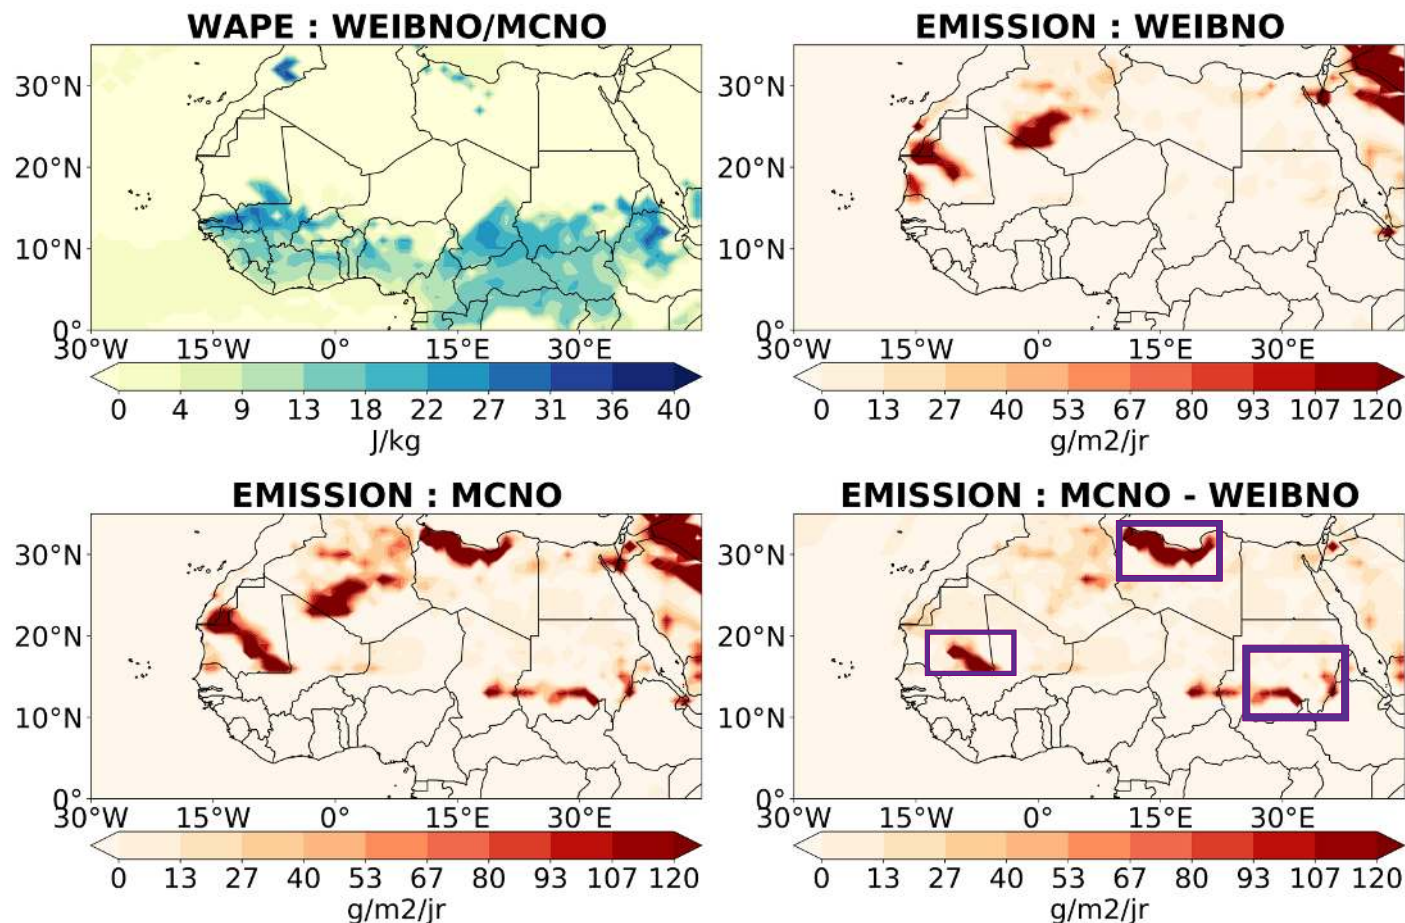 WAPE : WEIBNO/MCNO
30°N
20°N
10°N
0°
30°W 15°W 0° 15°E 30°E
0 4 9 13 18 22 27 31 36 40
J/kg
EMISSION : WEIBNO
30°N
20°N
10°N
0°
30°W 15°W 0° 15°E 30°E
0 13 27 40 53 67 80 93 107 120
g/m2/jr
EMISSION : MCNO
30°N
20°N
10°N
0°
30°W 15°W 0° 15°E 30°E
0 13 27 40 53 67 80 93 107 120
g/m2/jr
EMISSION : MCNO - WEIBNO
30°N
20°N
10°N
0°
30°W 15°W 0° 15°E 30°E
0 13 27 40 53 67 80 93 107 120
g/m2/jr